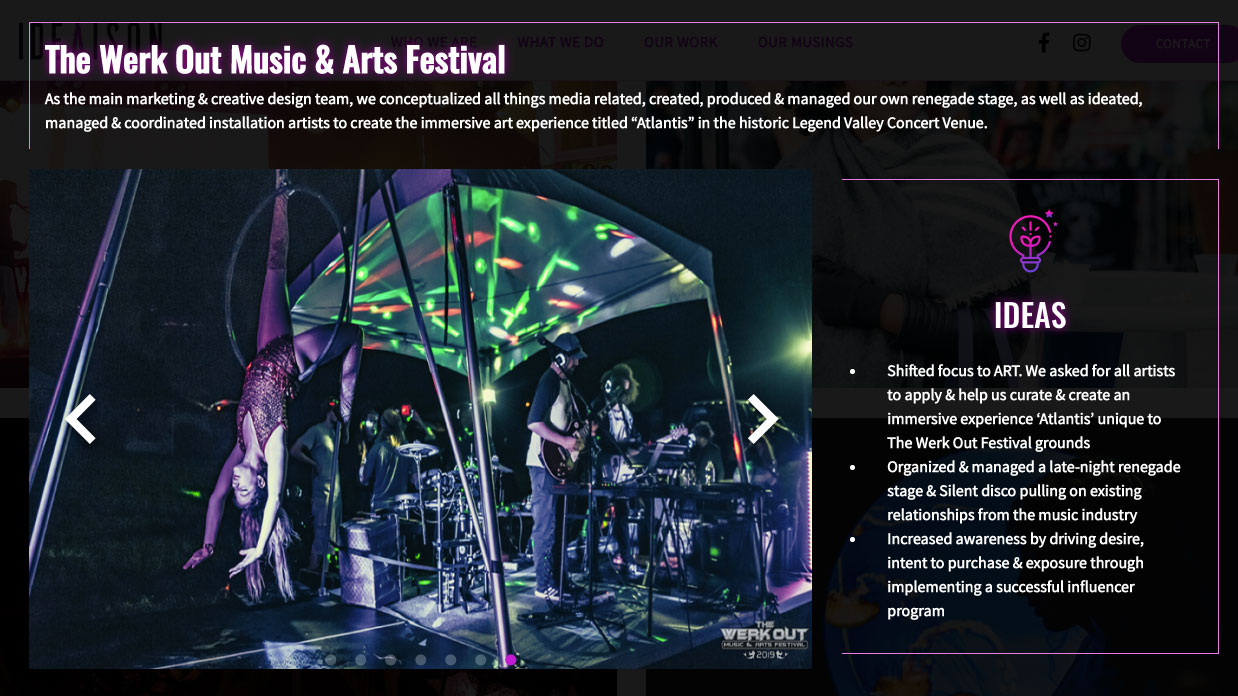 IDEAISON
WHO WE ARE WHAT WE DO OUR WORK OUR MUSINGS CONTACT
The Werk Out Music & Arts Festival
As the main marketing & creative design team, we conceptualized all things media related, created, produced & managed our own renegade stage, as well as ideated,
managed & coordinated installation artists to create the immersive art experience titled “Atlantis” in the historic Legend Valley Concert Venue.
IDEAS
• Shifted focus to ART. We asked for all artists
to apply & help us curate & create an
immersive experience ‘Atlantis’ unique to
The Werk Out Festival grounds
• Organized & managed a late-night renegade
stage & Silent disco pulling on existing
relationships from the music industry
• Increased awareness by driving desire,
intent to purchase & exposure through
implementing a successful influencer
program
THE
WERK OUT
MUSIC & ARTS FESTIVAL
2019